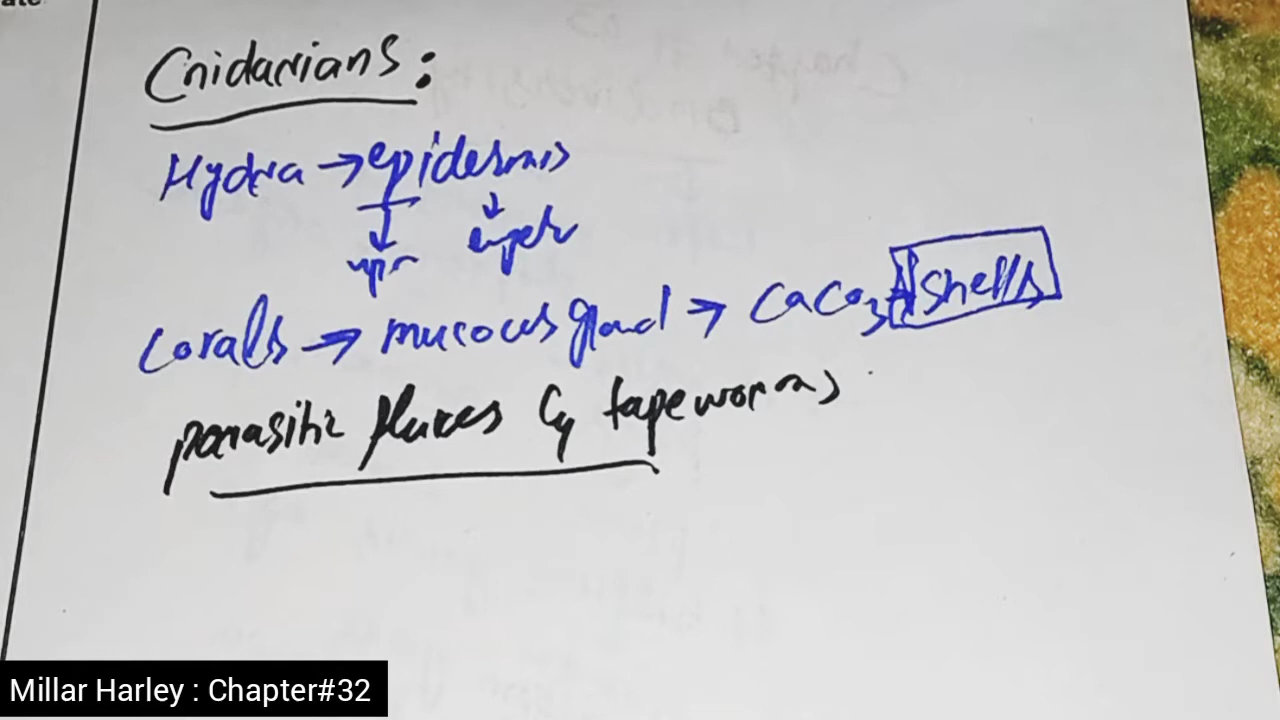 Cnidarians:
Hydra → epidermis
Corals → mucous gland → CaCO3 shells
parasitic flukes & tapeworms
Millar Harley : Chapter#32